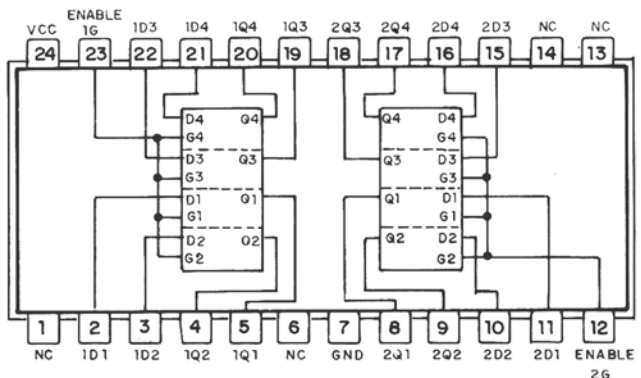 ENABLE
VCC 1G 1D3 1D4 1Q4 1Q3 2Q3 2Q4 2D4 2D3 NC NC
24 23 22 21 20 19 18 17 16 15 14 13
D4 Q4 Q4 D4
G4 G4
D3 Q3 Q3 D3
G3 G3
D1 Q1 Q1 D1
G1 G1
D2 Q2 Q2 D2
G2 G2
1 2 3 4 5 6 7 8 9 10 11 12
NC 1D1 1D2 1Q2 1Q1 NC GND 2Q1 2Q2 2D2 2D1 ENABLE
2G